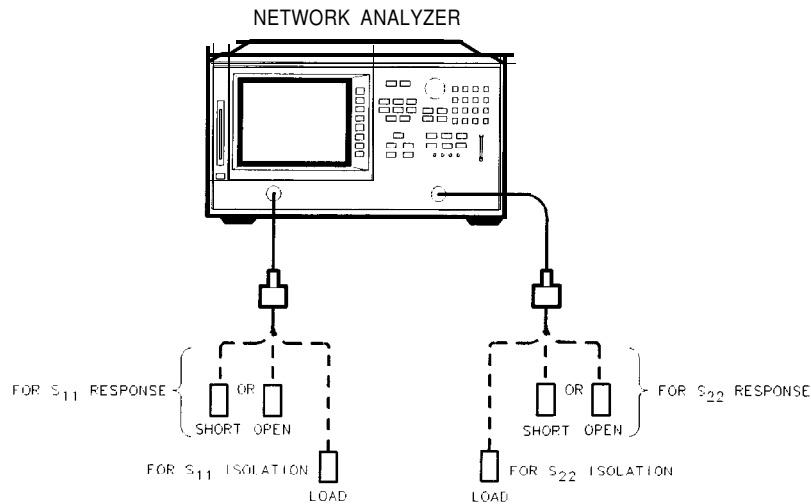 NETWORK ANALYZER
FOR S11 RESPONSE
OR
SHORT OPEN
FOR S11 ISOLATION
LOAD
OR
FOR S22 RESPONSE
SHORT OPEN
FOR S22 ISOLATION
LOAD